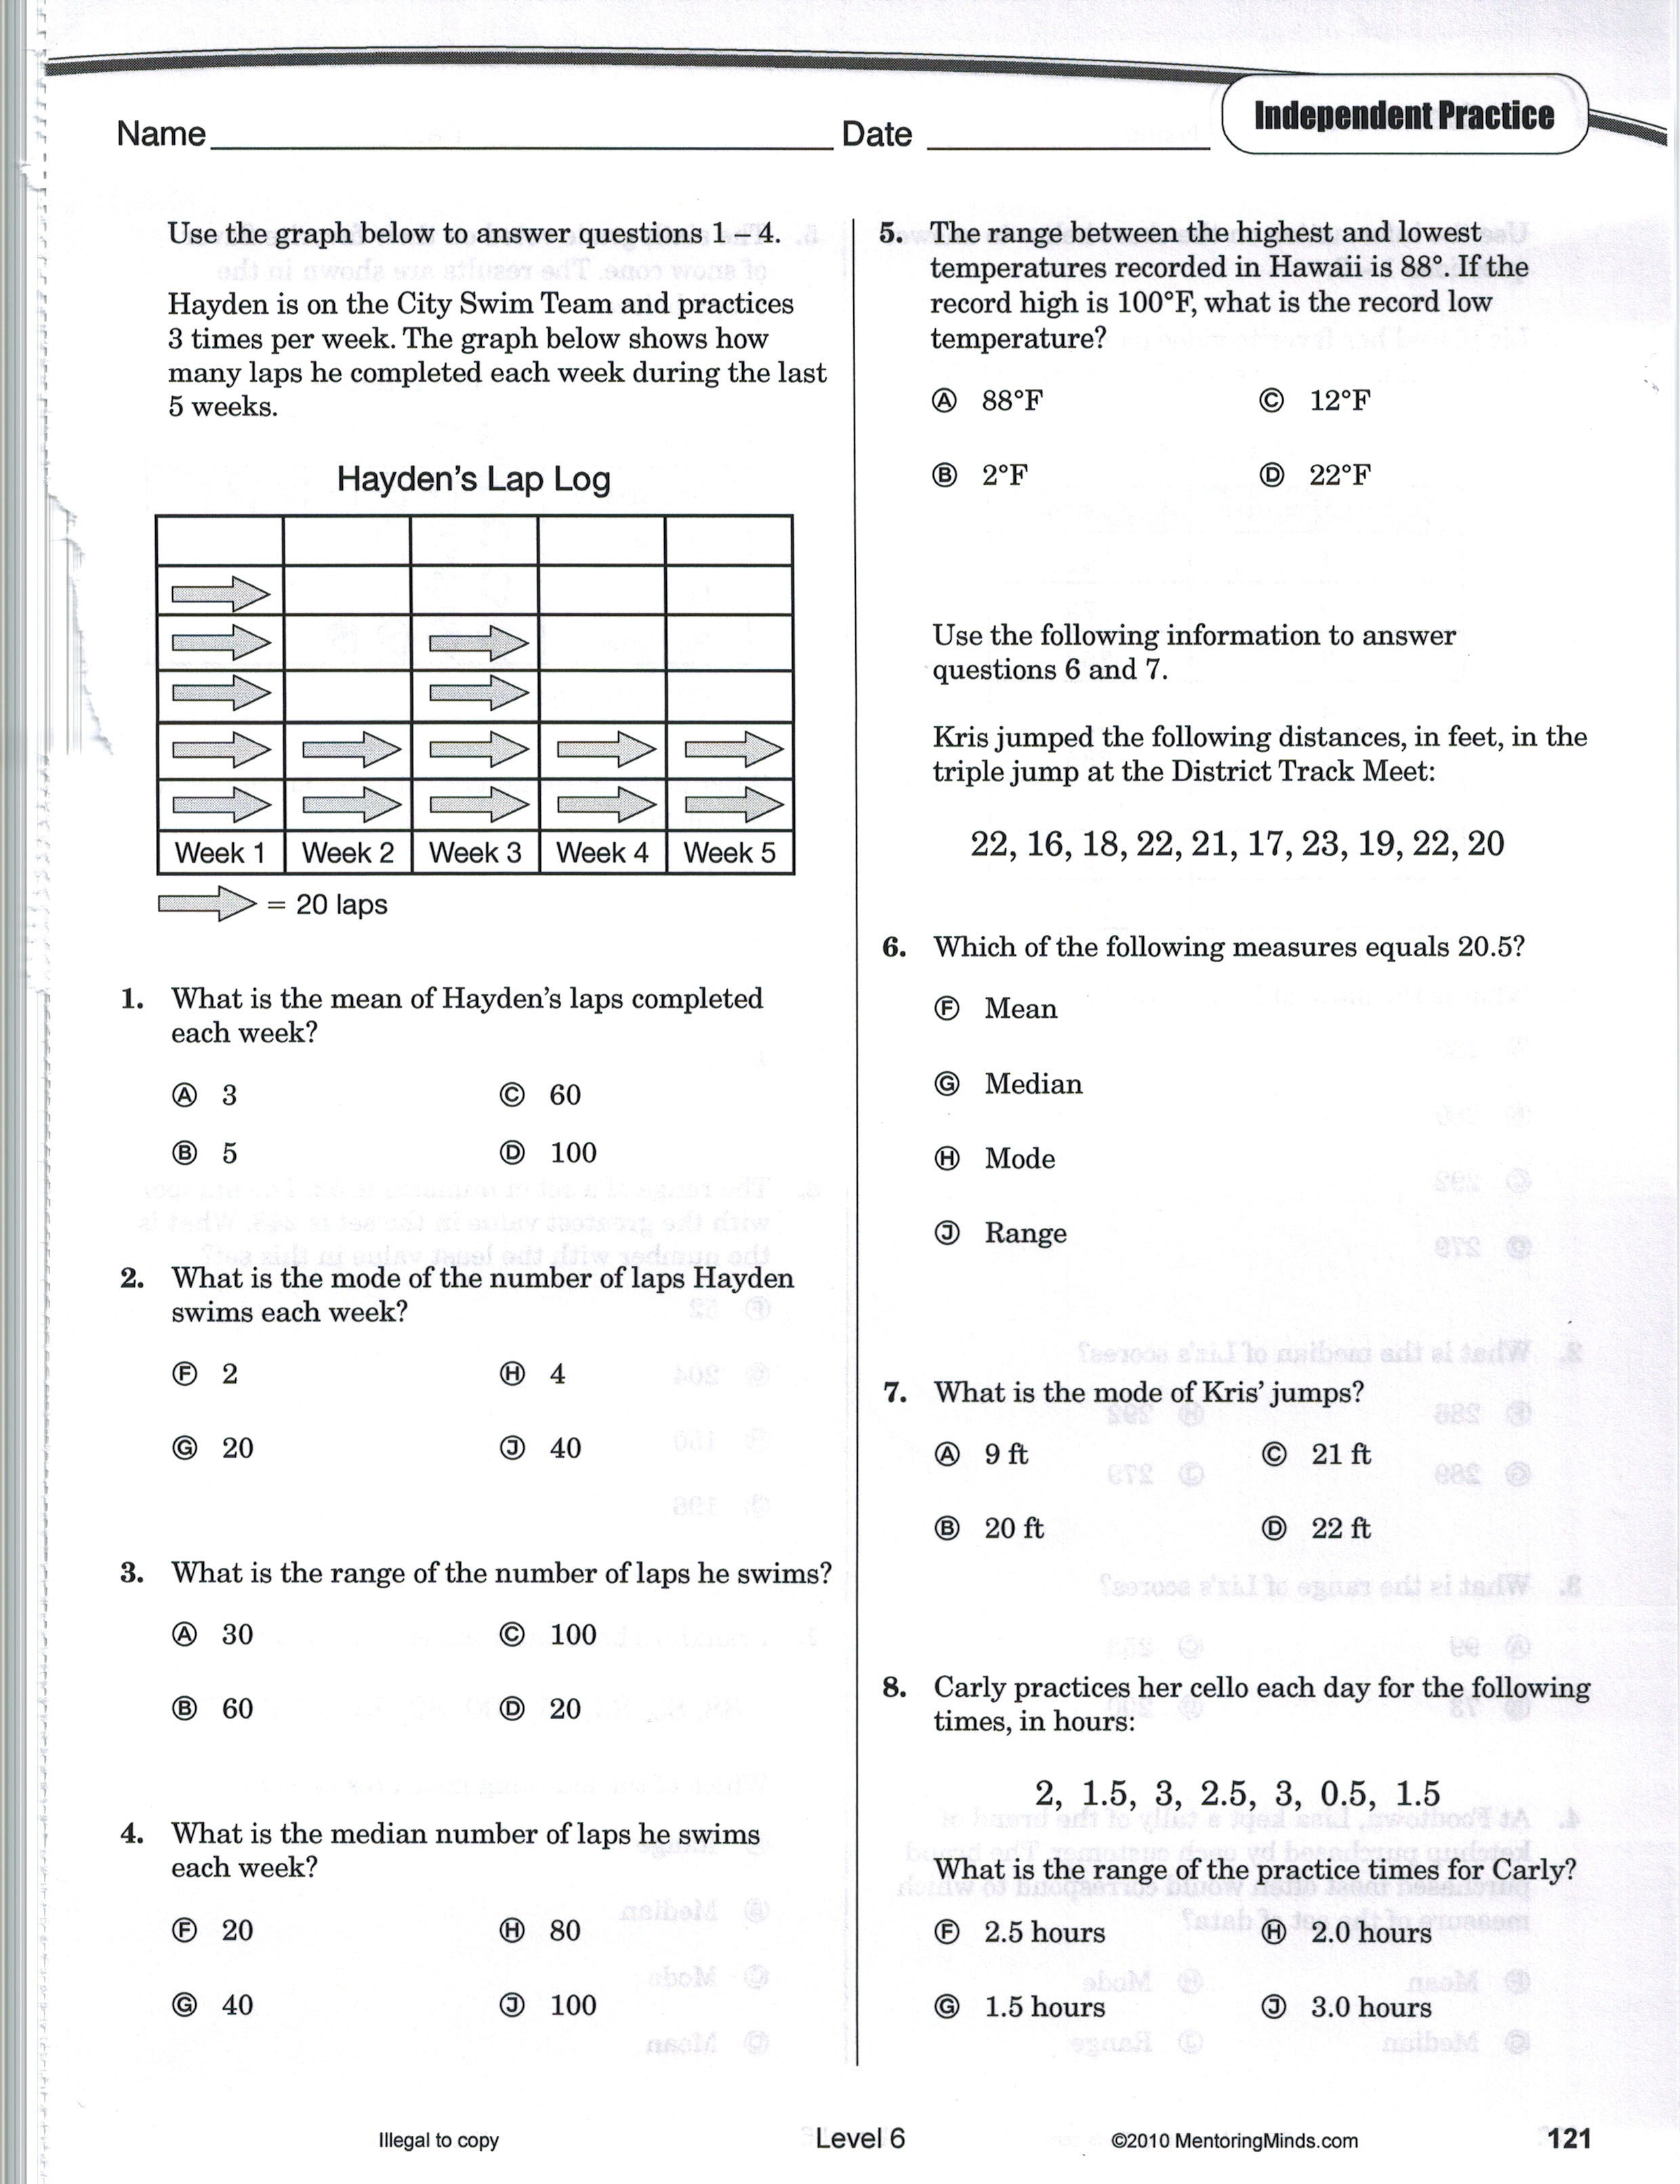 Independent Practice
Name Date
Use the graph below to answer questions 1 – 4.
Hayden's Lap Log
Hayden is on the City Swim Team and practices
3 times per week. The graph below shows how
many laps he completed each week during the last
5 weeks.
Week 1 Week 2 Week 3 Week 4 Week 5
= 20 laps
1. What is the mean of Hayden's laps completed
each week?
Ⓐ 3 Ⓒ 60
Ⓑ 5 Ⓓ 100
2. What is the mode of the number of laps Hayden
swims each week?
Ⓕ 2 Ⓗ 4
Ⓖ 20 Ⓙ 40
3. What is the range of the number of laps he swims?
Ⓐ 30 Ⓒ 100
Ⓑ 60 Ⓓ 20
4. What is the median number of laps he swims
each week?
Ⓕ 20 Ⓗ 80
Ⓖ 40 Ⓙ 100
5. The range between the highest and lowest
temperatures recorded in Hawaii is 88°. If the
record high is 100°F, what is the record low
temperature?
Ⓐ 88°F Ⓒ 12°F
Ⓑ 2°F Ⓓ 22°F
Use the following information to answer
questions 6 and 7.
Kris jumped the following distances, in feet, in the
triple jump at the District Track Meet:
22, 16, 18, 22, 21, 17, 23, 19, 22, 20
6. Which of the following measures equals 20.5?
Ⓕ Mean
Ⓖ Median
Ⓗ Mode
Ⓙ Range
7. What is the mode of Kris' jumps?
Ⓐ 9 ft Ⓒ 21 ft
Ⓑ 20 ft Ⓓ 22 ft
8. Carly practices her cello each day for the following
times, in hours:
2, 1.5, 3, 2.5, 3, 0.5, 1.5
What is the range of the practice times for Carly?
Ⓕ 2.5 hours Ⓗ 2.0 hours
Ⓖ 1.5 hours Ⓙ 3.0 hours
Illegal to copy Level 6 ©2010 MentoringMinds.com 121